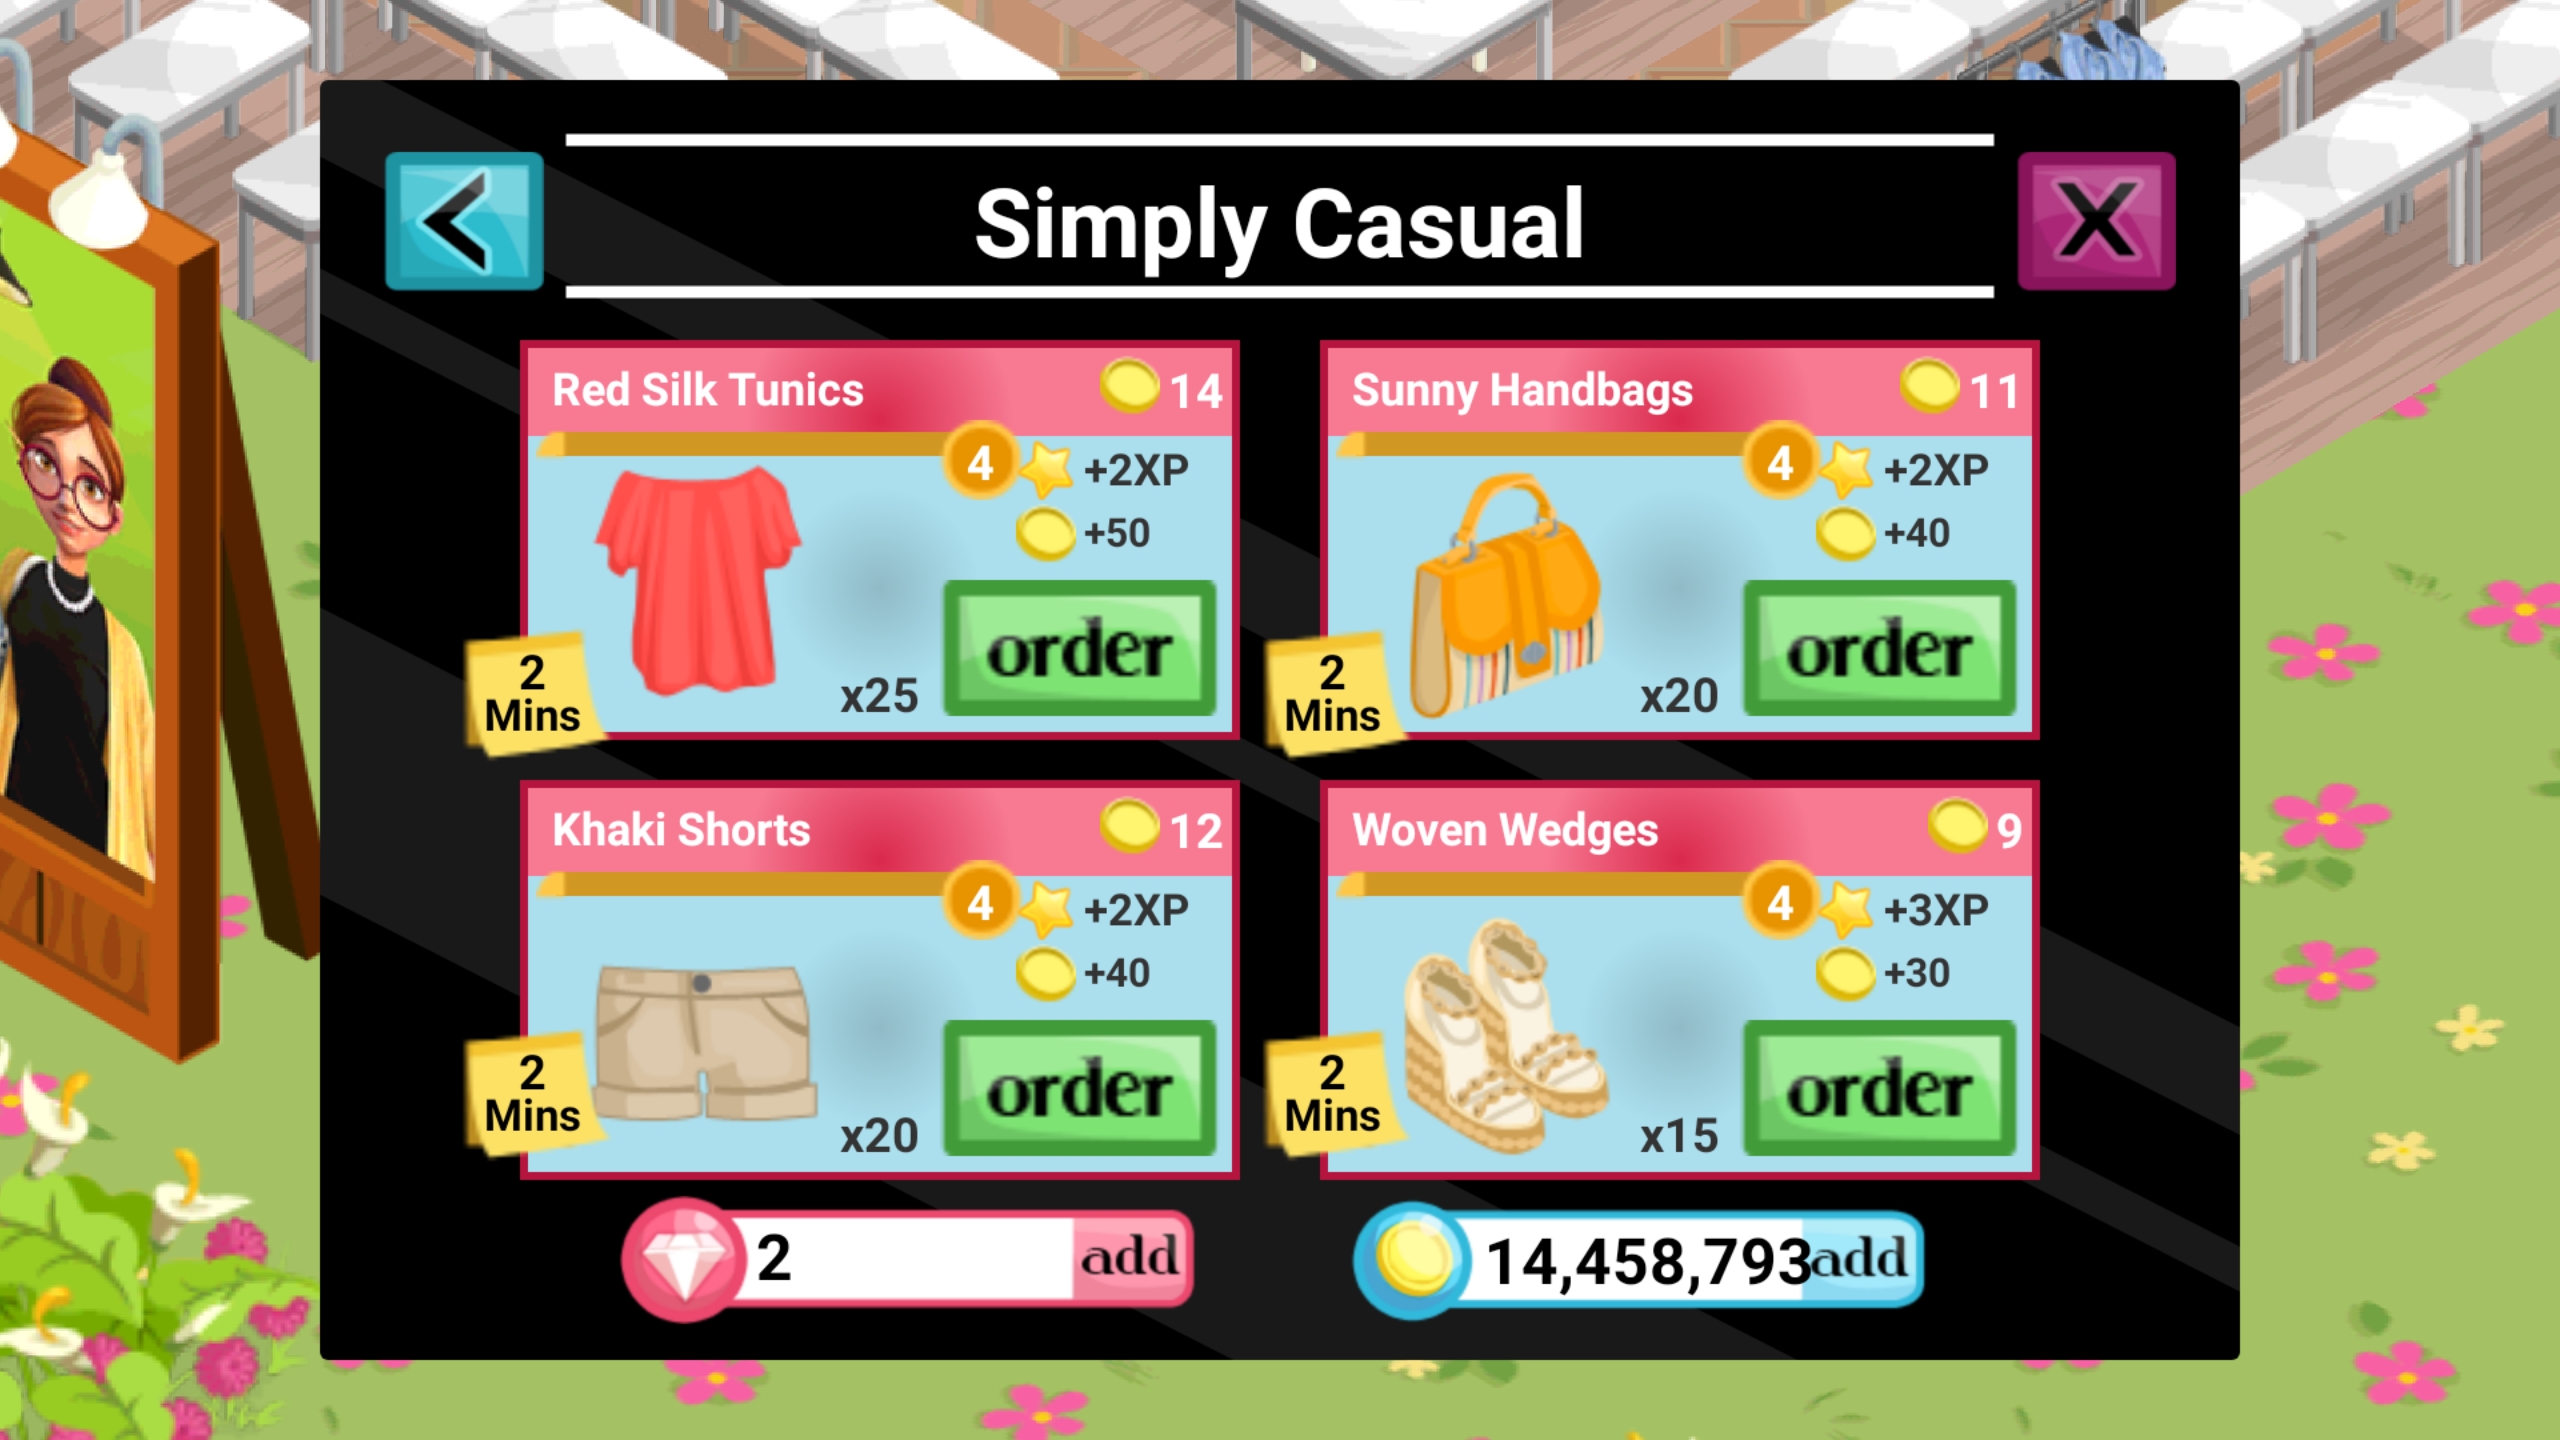 Simply Casual
X
Red Silk Tunics 14
4 +2XP
+50
order
2
Mins
x25
Sunny Handbags 11
4 +2XP
+40
order
2
Mins
x20
Khaki Shorts 12
4 +2XP
+40
order
2
Mins
x20
Woven Wedges 9
4 +3XP
+30
order
2
Mins
x15
2 add
14,458,793 add